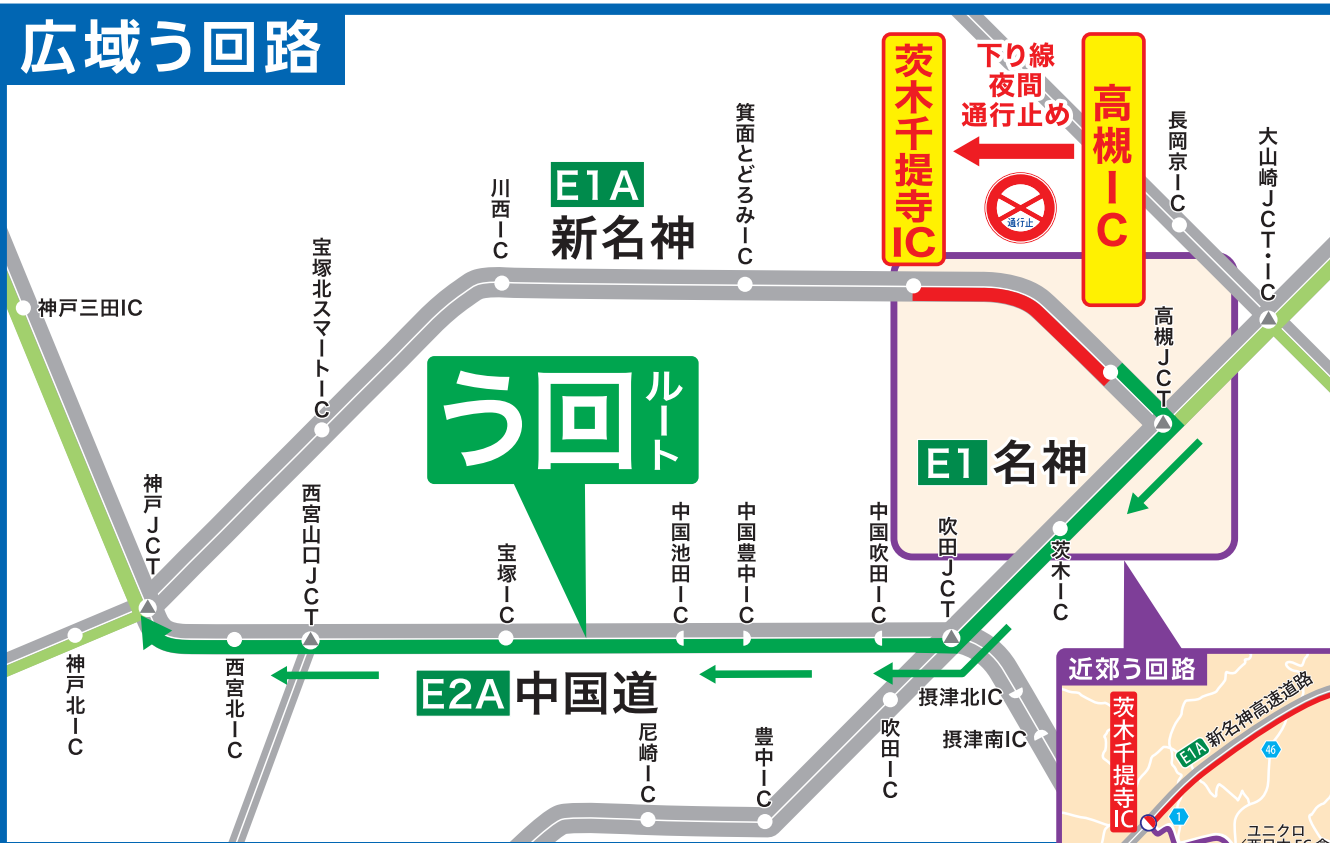 広域う回路
茨木千提寺IC
下り線
夜間
通行止め
高槻IC
通行止
長岡京IC
大山崎JCT・IC
箕面とどろみIC
川西IC
E1A
新名神
宝塚北スマートIC
神戸三田IC
高槻JCT
う回
ルート
E1 名神
神戸JCT
西宮山口JCT
宝塚IC
中国池田IC
中国豊中IC
中国吹田IC
吹田JCT
茨木IC
神戸北IC
西宮北IC
E2A 中国道
摂津北IC
摂津南IC
吹田IC
尼崎IC
豊中IC
近郊う回路
茨木千提寺IC
E1A 新名神高速道路
46
1
ユニクロ